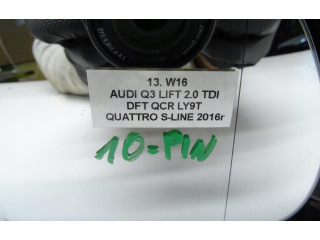 13. W16
AUDI Q3 LIFT 2.0 TDI
DFT QCR LY9T
QUATTRO S-LINE 2016r
10=PIN